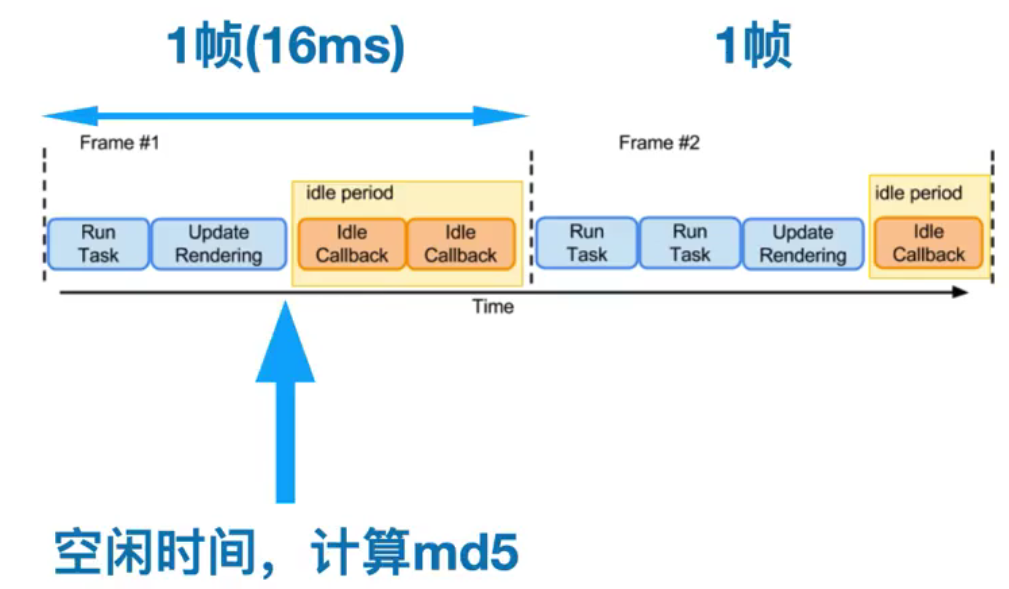 1帧(16ms)
1帧
Frame #1
Frame #2
idle period
idle period
Run
Task
Update
Rendering
Idle
Callback
Idle
Callback
Run
Task
Run
Task
Update
Rendering
Idle
Callback
Time
空闲时间，计算md5